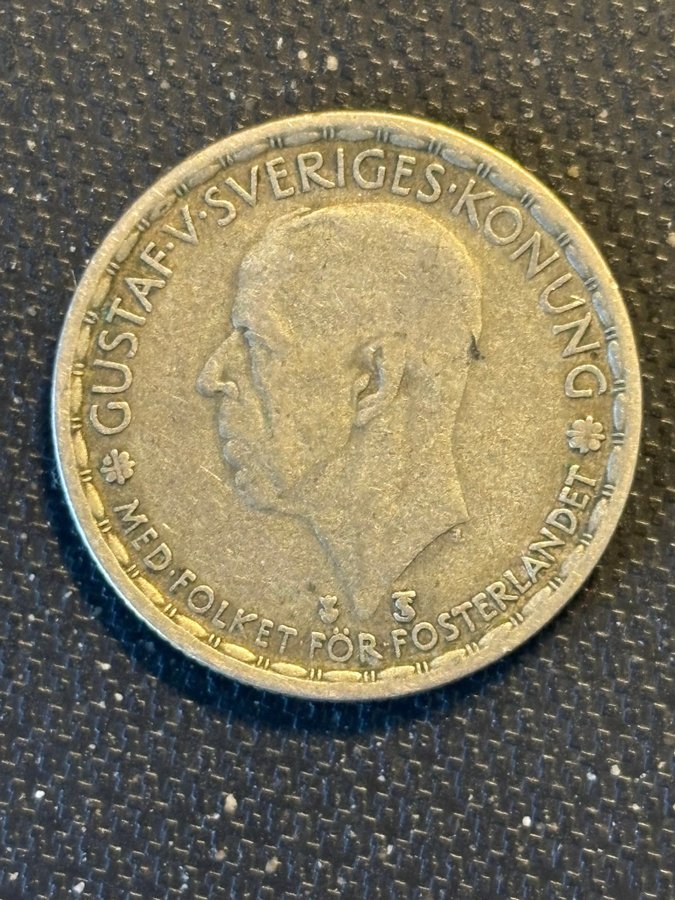 GUSTAF·V·SVERIGES·KONUNG
MED·FOLKET·FÖR·FOSTERLANDET